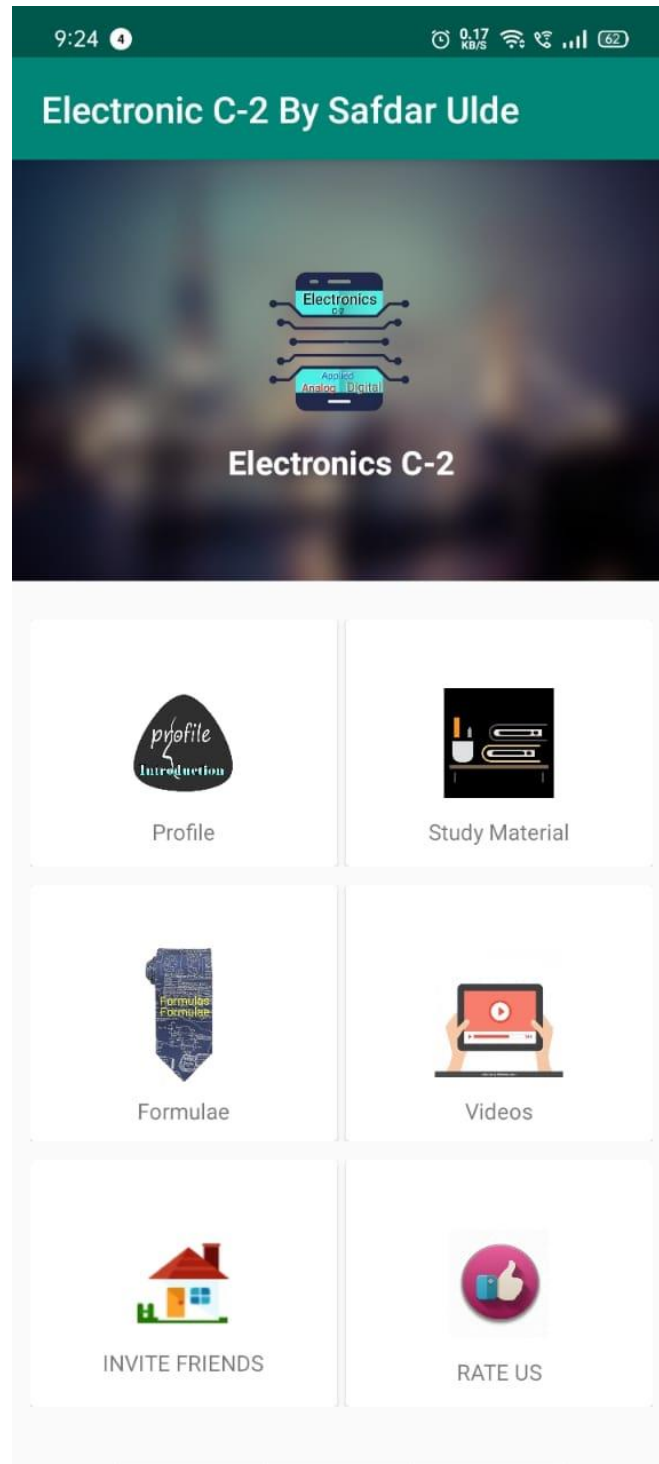 9:24 4 0.17 KB/S 62
Electronic C-2 By Safdar Ulde
Electronics
C-2
Applied
Analog Digital
Electronics C-2
profile
Introduction
Profile
Study Material
Formulas
Formulae
Formulae
Videos
INVITE FRIENDS
RATE US